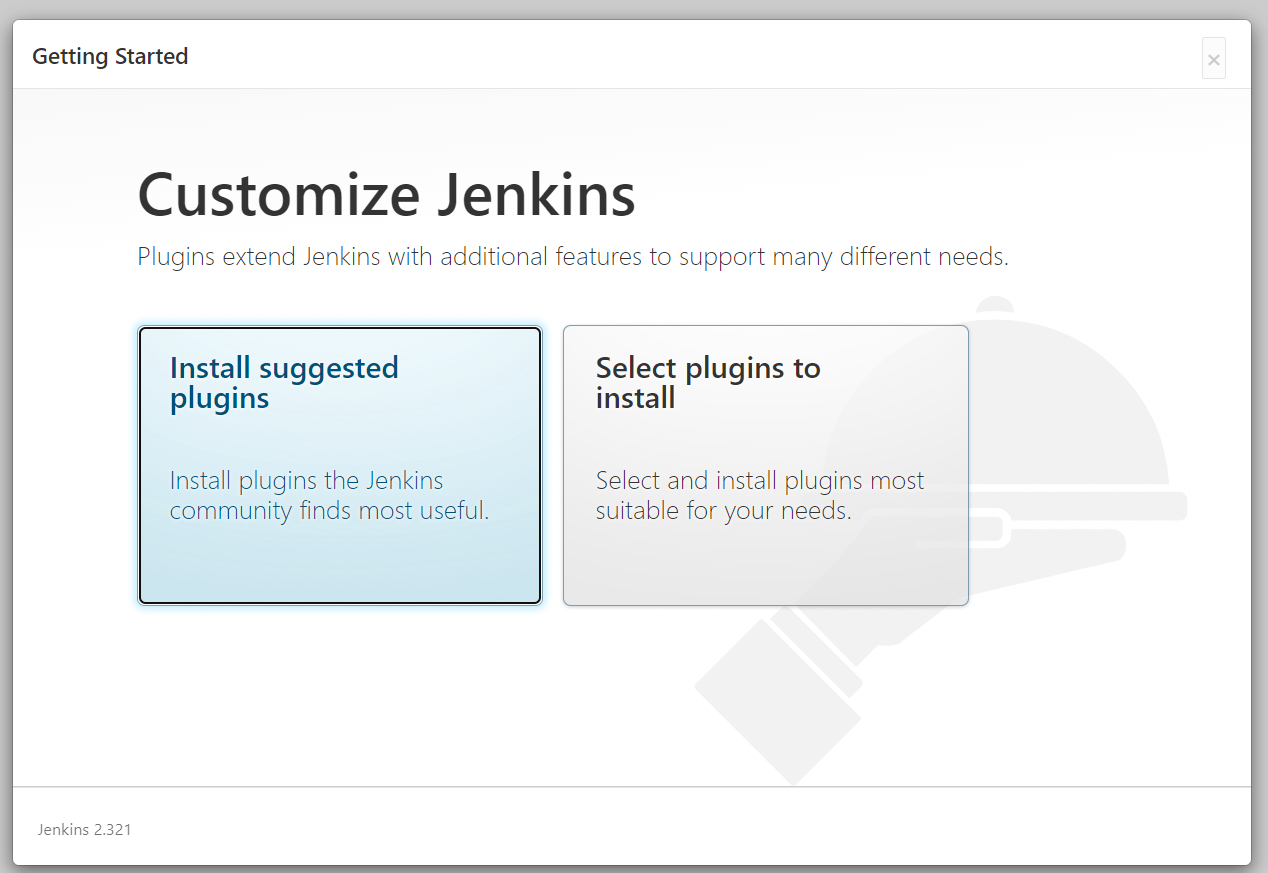 Getting Started
×
Customize Jenkins
Plugins extend Jenkins with additional features to support many different needs.
Install suggested
plugins
Install plugins the Jenkins
community finds most useful.
Select plugins to
install
Select and install plugins most
suitable for your needs.
Jenkins 2.321